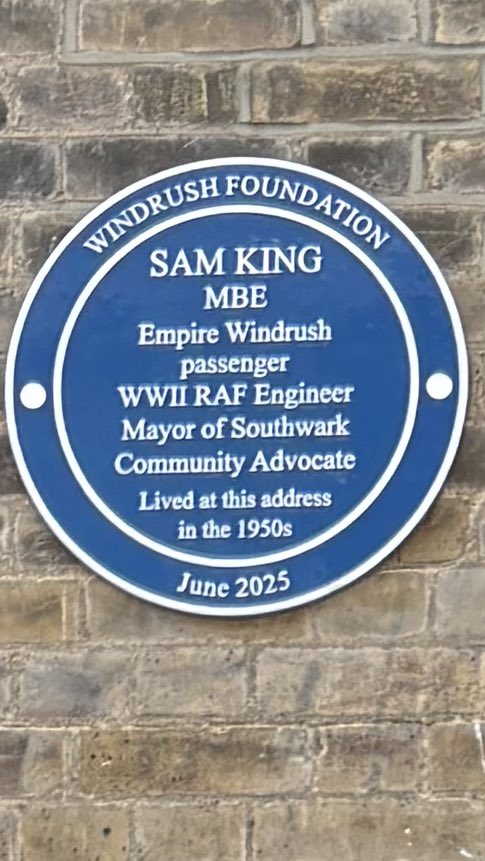 WINDRUSH FOUNDATION
SAM KING
MBE
Empire Windrush
passenger
WWII RAF Engineer
Mayor of Southwark
Community Advocate
Lived at this address
in the 1950s
June 2025